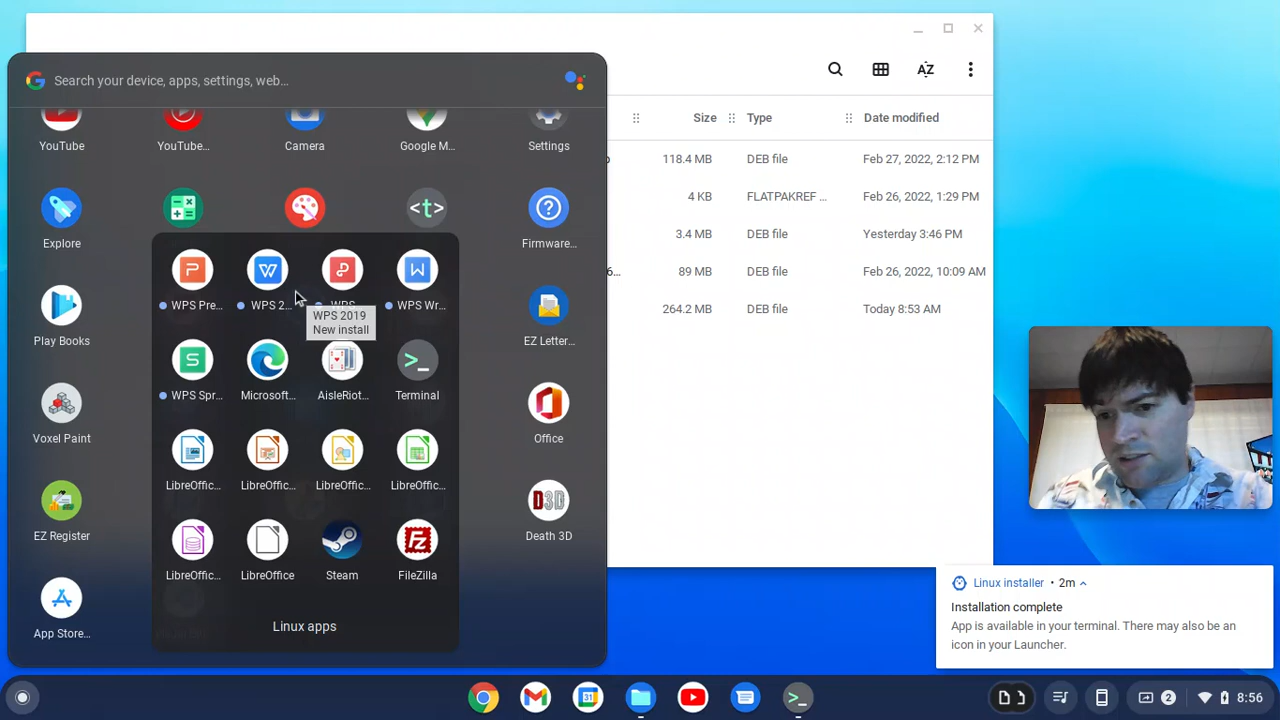 Search your device, apps, settings, web...
YouTube
YouTube...
Camera
Google M...
Settings
Explore
<t>
Firmware...
WPS Pre...
WPS 2...
WPS
WPS Wr...
WPS 2019
New install
Play Books
EZ Letter...
WPS Spr...
Microsoft...
AisleRiot...
Terminal
Voxel Paint
Office
LibreOffic...
LibreOffic...
LibreOffic...
LibreOffic...
EZ Register
D3D
Death 3D
LibreOffic...
LibreOffice
Steam
FileZilla
App Store...
Linux apps
AZ
Size
Type
Date modified
118.4 MB
DEB file
Feb 27, 2022, 2:12 PM
4 KB
FLATPAKREF ...
Feb 26, 2022, 1:29 PM
3.4 MB
DEB file
Yesterday 3:46 PM
6...
89 MB
DEB file
Feb 26, 2022, 10:09 AM
264.2 MB
DEB file
Today 8:53 AM
Linux installer • 2m
Installation complete
App is available in your terminal. There may also be an
icon in your Launcher.
31
2
8:56